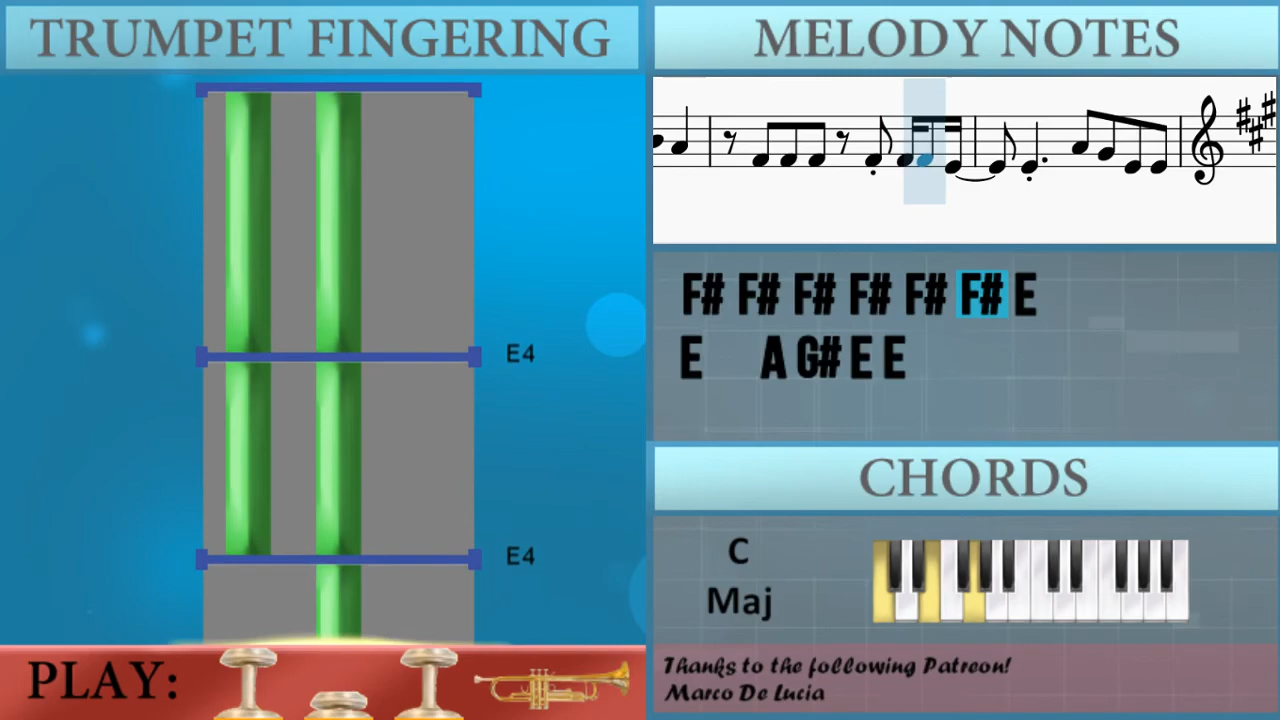 TRUMPET FINGERING
E4
E4
PLAY:
MELODY NOTES
F# F# F# F# F# F# E
E A G# E E
CHORDS
C
Maj
Thanks to the following Patreon!
Marco De Lucia